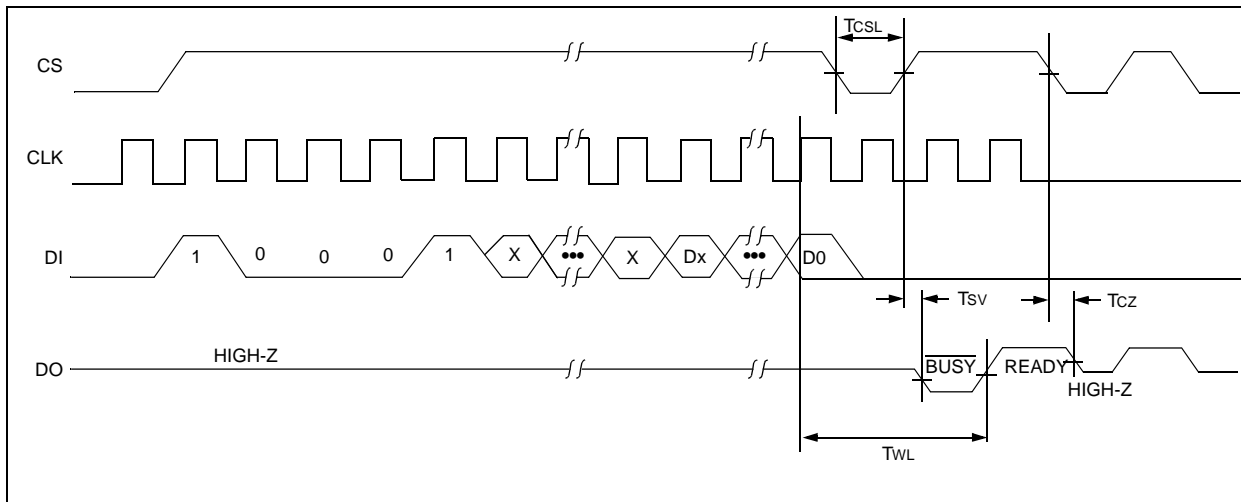 TCSL
CS
CLK
DI
1 0 0 0 1 X ••• X Dx ••• D0
TSV
TCZ
DO
HIGH-Z
BUSY
READY
HIGH-Z
TWL